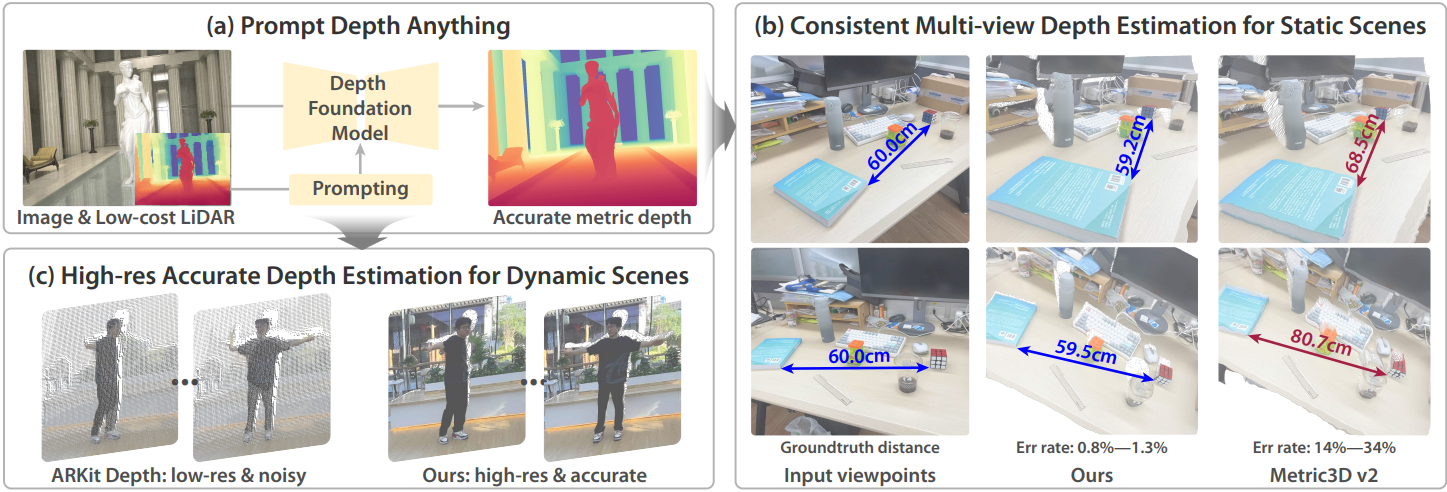 (a) Prompt Depth Anything
Depth
Foundation
Model
Prompting
Image & Low-cost LiDAR
Accurate metric depth
(b) Consistent Multi-view Depth Estimation for Static Scenes
60.0cm
59.2cm
68.5cm
60.0cm
59.5cm
80.7cm
Groundtruth distance
Err rate: 0.8%—1.3%
Err rate: 14%—34%
Input viewpoints
Ours
Metric3D v2
(c) High-res Accurate Depth Estimation for Dynamic Scenes
ARKit Depth: low-res & noisy
Ours: high-res & accurate